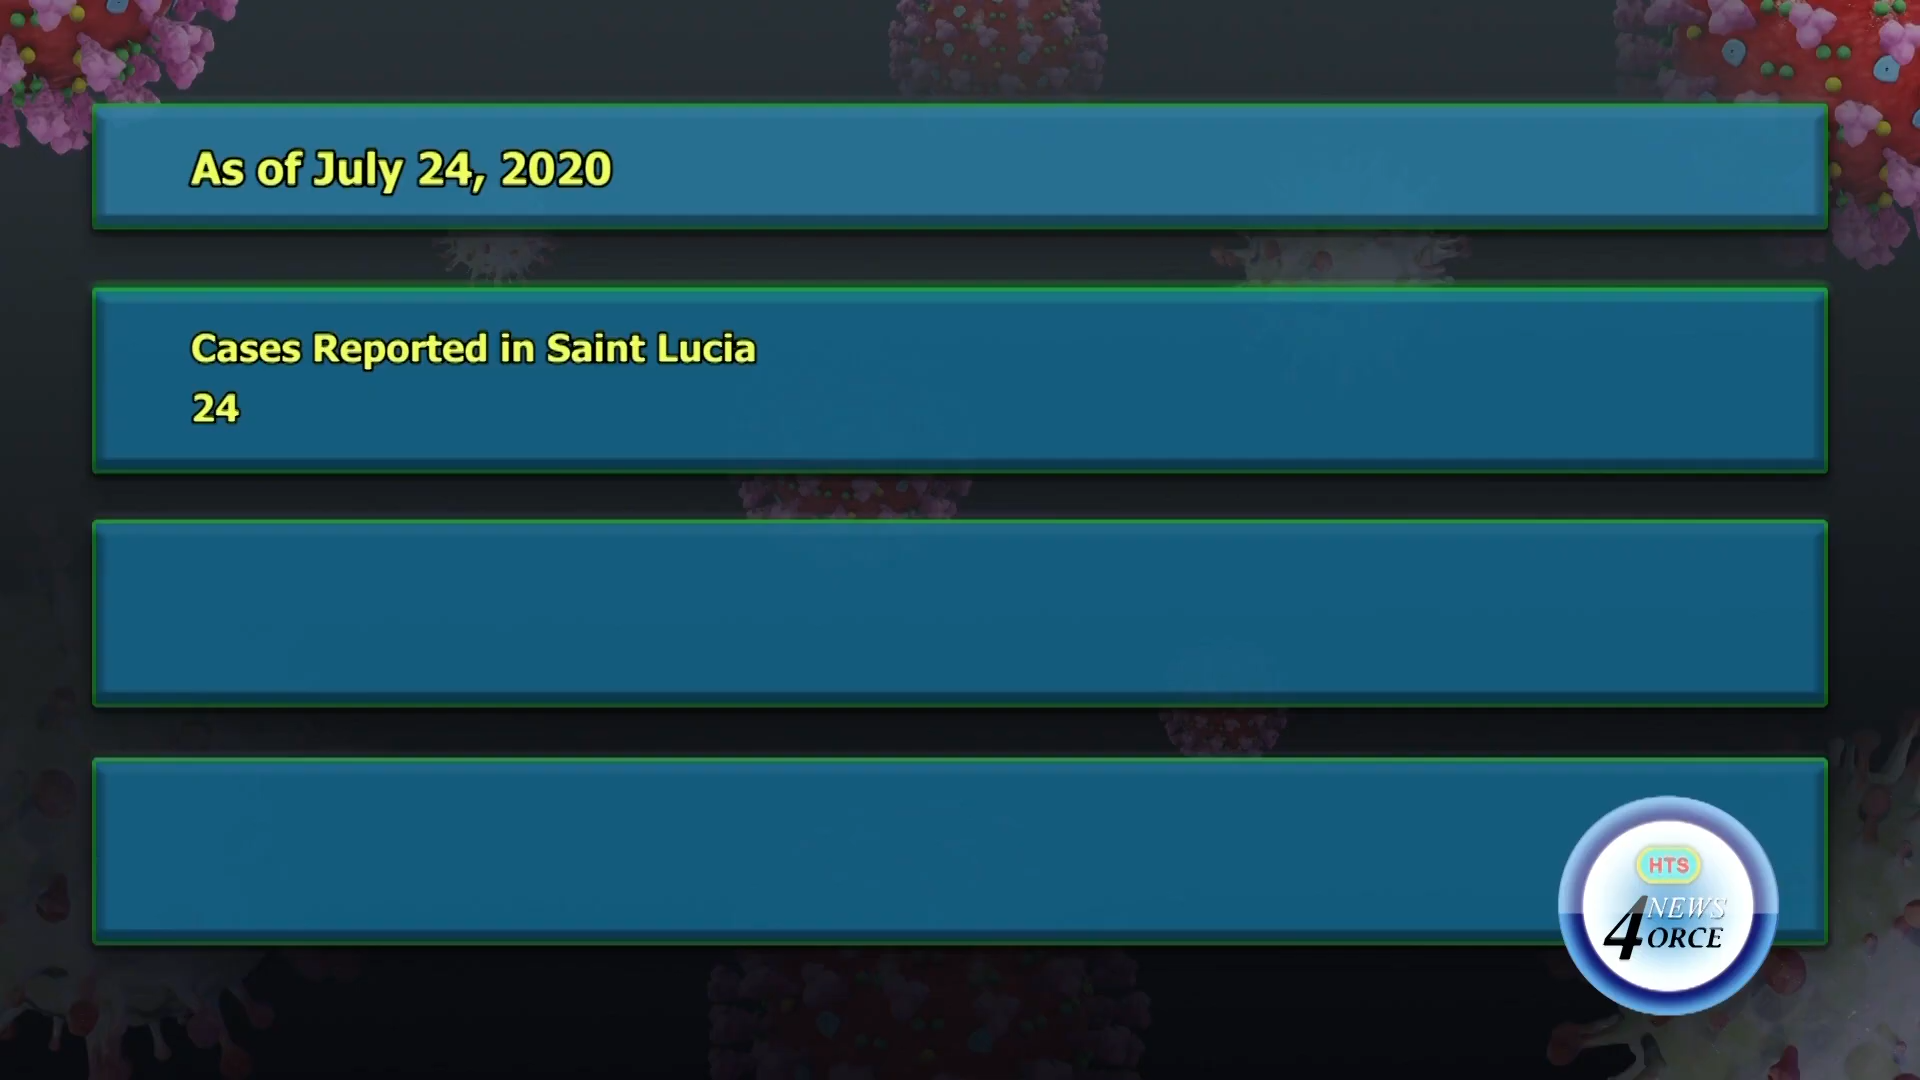 As of July 24, 2020
Cases Reported in Saint Lucia
24
HTS
NEWS
4ORCE